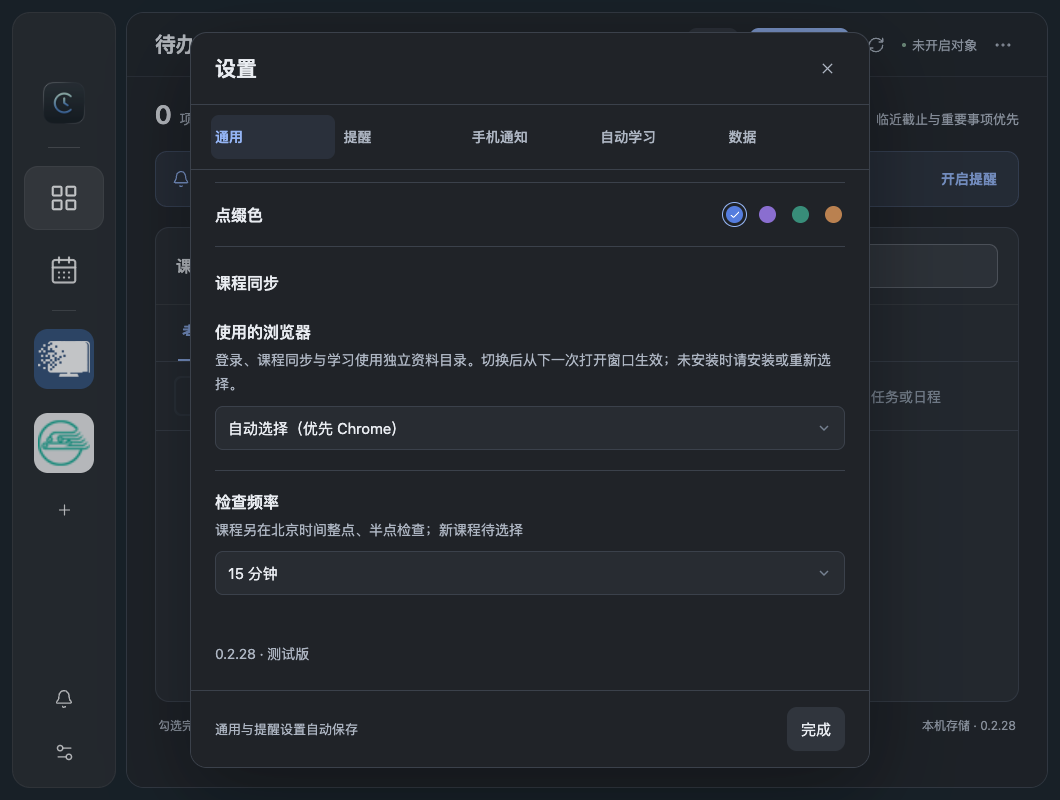 待办
未开启对象
0 项
临近截止与重要事项优先
开启提醒
课
任务或日程
设置
通用
提醒
手机通知
自动学习
数据
点缀色
课程同步
使用的浏览器
登录、课程同步与学习使用独立资料目录。切换后从下一次打开窗口生效；未安装时请安装或重新选
择。
自动选择（优先 Chrome）
检查频率
课程另在北京时间整点、半点检查；新课程待选择
15 分钟
0.2.28 · 测试版
通用与提醒设置自动保存
完成
勾选完
本机存储 · 0.2.28